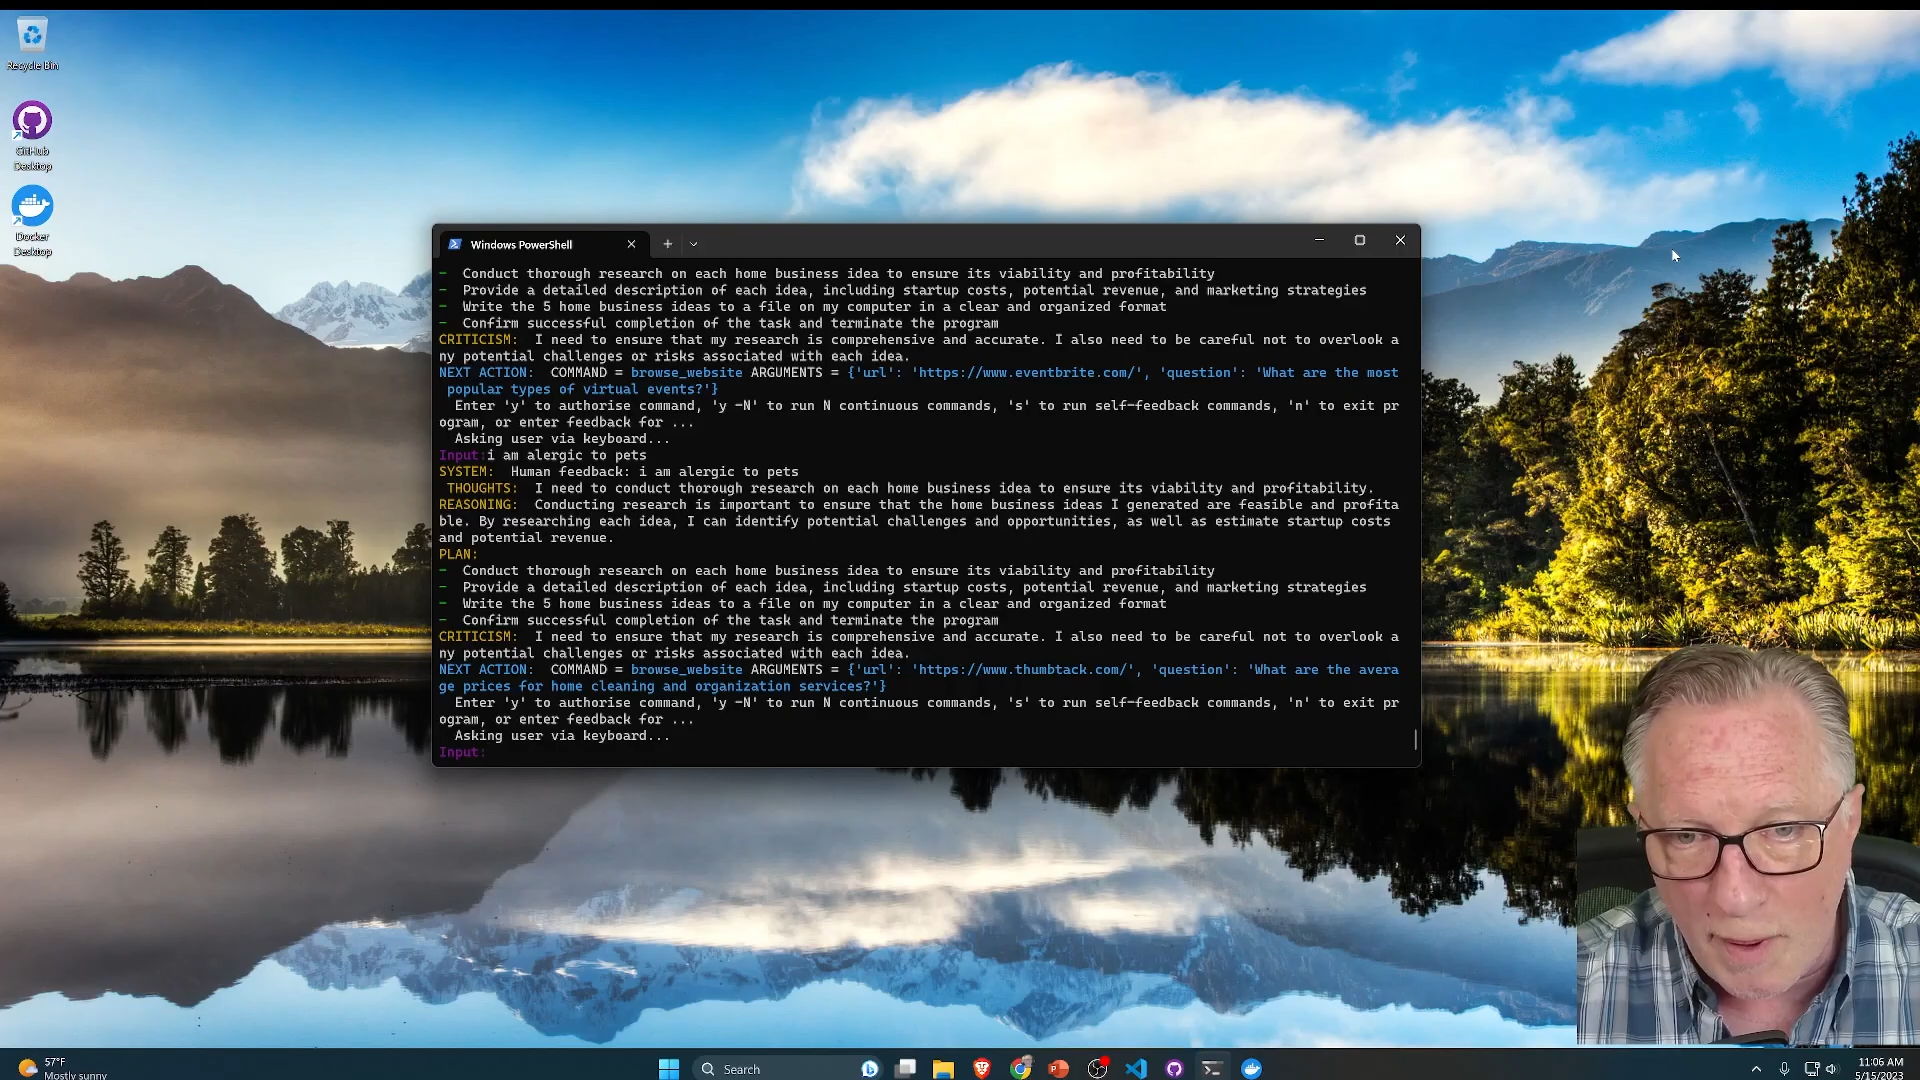 Recycle Bin
GitHub
Desktop
Docker
Desktop
Windows PowerShell
- Conduct thorough research on each home business idea to ensure its viability and profitability
- Provide a detailed description of each idea, including startup costs, potential revenue, and marketing strategies
- Write the 5 home business ideas to a file on my computer in a clear and organized format
- Confirm successful completion of the task and terminate the program
CRITICISM: I need to ensure that my research is comprehensive and accurate. I also need to be careful not to overlook a
ny potential challenges or risks associated with each idea.
NEXT ACTION: COMMAND = browse_website ARGUMENTS = {'url': 'https://www.eventbrite.com/', 'question': 'What are the most
popular types of virtual events?'}
Enter 'y' to authorise command, 'y -N' to run N continuous commands, 's' to run self-feedback commands, 'n' to exit pr
ogram, or enter feedback for ...
Asking user via keyboard...
Input:i am alergic to pets
SYSTEM: Human feedback: i am alergic to pets
THOUGHTS: I need to conduct thorough research on each home business idea to ensure its viability and profitability.
REASONING: Conducting research is important to ensure that the home business ideas I generated are feasible and profita
ble. By researching each idea, I can identify potential challenges and opportunities, as well as estimate startup costs
and potential revenue.
PLAN:
- Conduct thorough research on each home business idea to ensure its viability and profitability
- Provide a detailed description of each idea, including startup costs, potential revenue, and marketing strategies
- Write the 5 home business ideas to a file on my computer in a clear and organized format
- Confirm successful completion of the task and terminate the program
CRITICISM: I need to ensure that my research is comprehensive and accurate. I also need to be careful not to overlook a
ny potential challenges or risks associated with each idea.
NEXT ACTION: COMMAND = browse_website ARGUMENTS = {'url': 'https://www.thumbtack.com/', 'question': 'What are the avera
ge prices for home cleaning and organization services?'}
Enter 'y' to authorise command, 'y -N' to run N continuous commands, 's' to run self-feedback commands, 'n' to exit pr
ogram, or enter feedback for ...
Asking user via keyboard...
Input:
57°F
Mostly sunny
Search
11:06 AM
5/15/2023